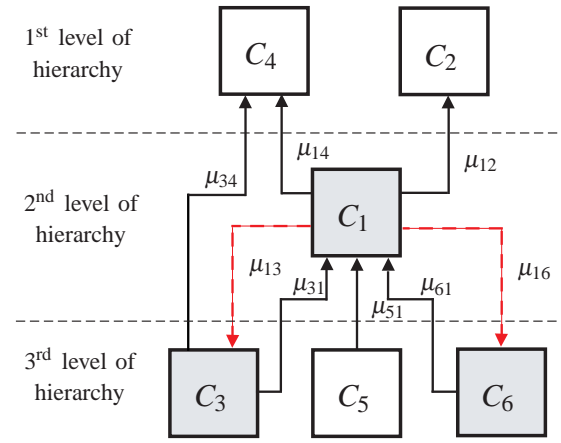 1st level of
hierarchy
C4
C2
μ34
μ14
μ12
2nd level of
hierarchy
C1
μ13
μ31
μ51
μ61
μ16
3rd level of
hierarchy
C3
C5
C6